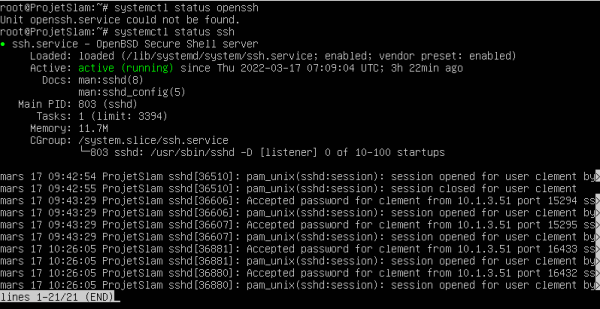 root@ProjetSlam:~# systemctl status openssh
Unit openssh.service could not be found.
root@ProjetSlam:~# systemctl status ssh
● ssh.service - OpenBSD Secure Shell server
Loaded: loaded (/lib/systemd/system/ssh.service; enabled; vendor preset: enabled)
Active: active (running) since Thu 2022-03-17 07:09:04 UTC; 3h 22min ago
Docs: man:sshd(8)
man:sshd_config(5)
Main PID: 803 (sshd)
Tasks: 1 (limit: 3394)
Memory: 11.7M
CGroup: /system.slice/ssh.service
└─803 sshd: /usr/sbin/sshd -D [listener] 0 of 10-100 startups
mars 17 09:42:54 ProjetSlam sshd[36510]: pam_unix(sshd:session): session opened for user clement by>
mars 17 09:42:55 ProjetSlam sshd[36510]: pam_unix(sshd:session): session closed for user clement
mars 17 09:43:29 ProjetSlam sshd[36606]: Accepted password for clement from 10.1.3.51 port 15294 ss>
mars 17 09:43:29 ProjetSlam sshd[36606]: pam_unix(sshd:session): session opened for user clement by>
mars 17 09:43:29 ProjetSlam sshd[36607]: Accepted password for clement from 10.1.3.51 port 15295 ss>
mars 17 09:43:29 ProjetSlam sshd[36607]: pam_unix(sshd:session): session opened for user clement by>
mars 17 10:26:05 ProjetSlam sshd[36881]: Accepted password for clement from 10.1.3.51 port 16433 ss>
mars 17 10:26:05 ProjetSlam sshd[36881]: pam_unix(sshd:session): session opened for user clement by>
mars 17 10:26:05 ProjetSlam sshd[36880]: Accepted password for clement from 10.1.3.51 port 16432 ss>
mars 17 10:26:05 ProjetSlam sshd[36880]: pam_unix(sshd:session): session opened for user clement by>
lines 1-21/21 (END)